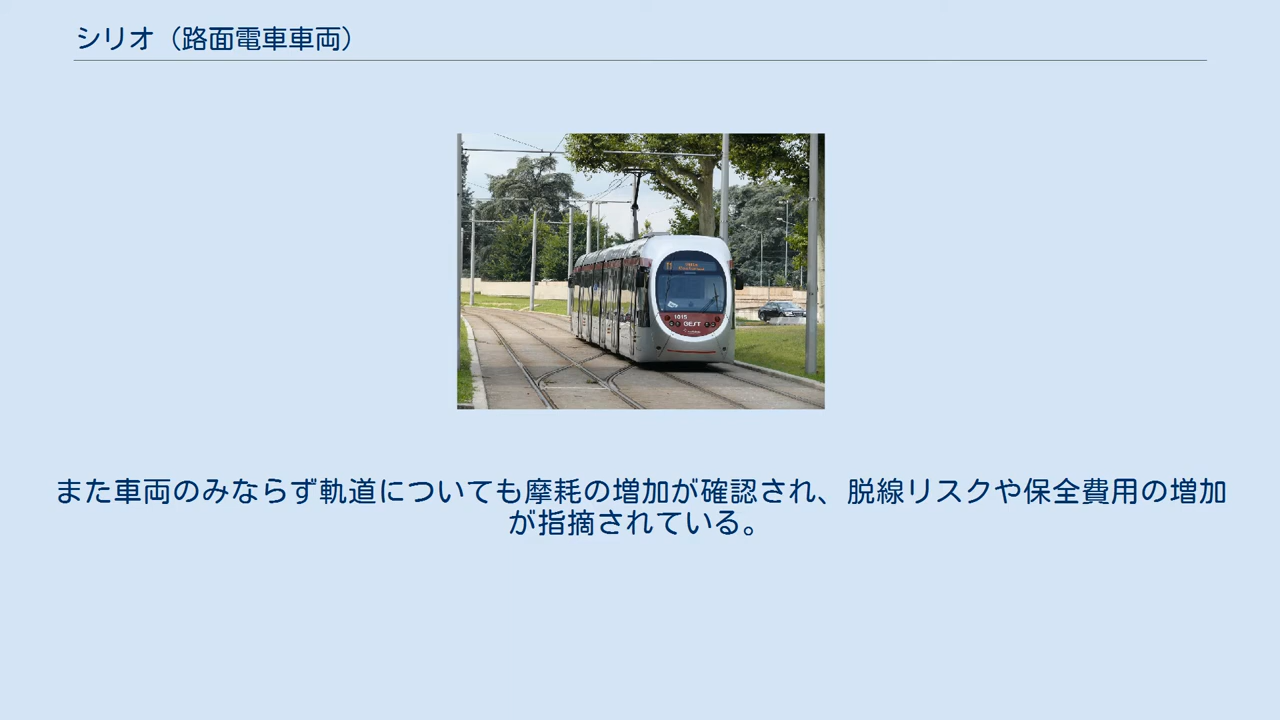 シリオ（路面電車車両）
1015
GEST
また車両のみならず軌道についても摩耗の増加が確認され、脱線リスクや保全費用の増加
が指摘されている。